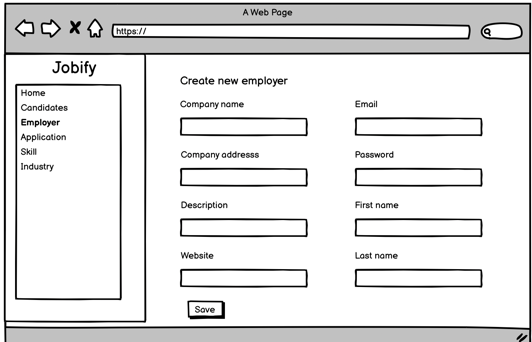 A Web Page
https://
Jobify
Home
Candidates
Employer
Application
Skill
Industry
Create new employer
Company name
Email
Company addresss
Password
Description
First name
Website
Last name
Save